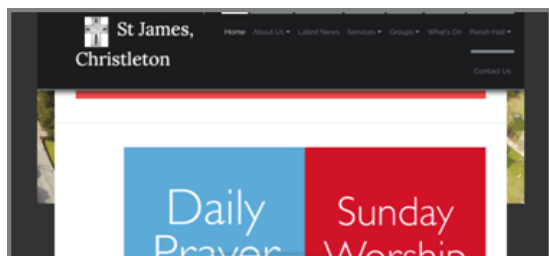 St James,
Christleton
Home About Us Latest News Services Groups What's On Parish Hall
Contact Us
Daily
Prayer
Sunday
Worship